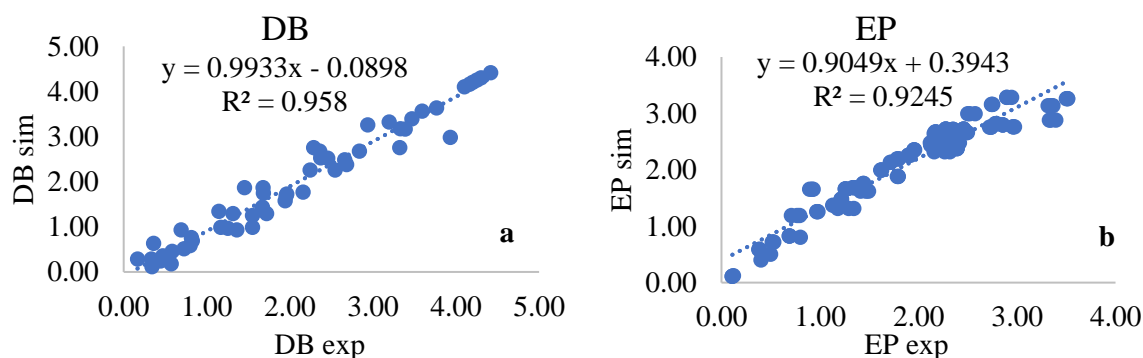 DB
y = 0.9933x - 0.0898
R² = 0.958
5.00
4.00
3.00
2.00
1.00
0.00
DB sim
0.00 1.00 2.00 3.00 4.00 5.00
DB exp
a
EP
y = 0.9049x + 0.3943
R² = 0.9245
4.00
3.00
2.00
1.00
0.00
EP sim
0.00 1.00 2.00 3.00 4.00
EP exp
b